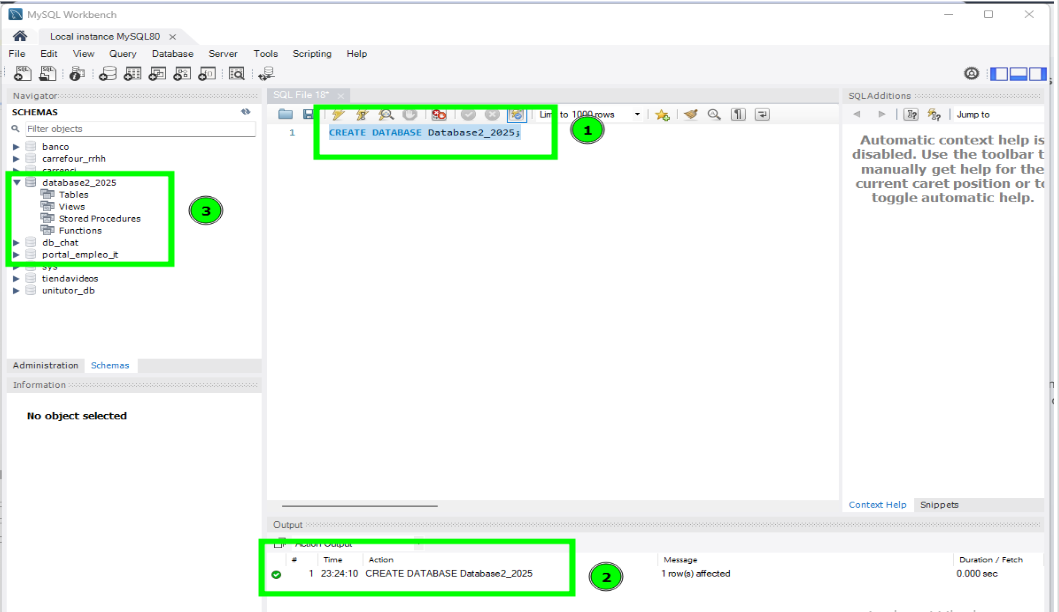 MySQL Workbench
Local instance MySQL80
File Edit View Query Database Server Tools Scripting Help
Navigator
SCHEMAS
Filter objects
banco
carrefour_rrhh
database2_2025
Tables
Views
Stored Procedures
Functions
db_chat
portal_empleo_it
sys
tiendavideos
unitutor_db
Administration Schemas
Information
No object selected
SQL File 18*
Limit to 1000 rows
1
1 CREATE DATABASE Database2_2025;
3
SQLAdditions
Jump to
Automatic context help is
disabled. Use the toolbar t
manually get help for the
current caret position or to
toggle automatic help.
Context Help Snippets
Output
Action Output
# Time Action Message Duration / Fetch
1 23:24:10 CREATE DATABASE Database2_2025 1 row(s) affected 0.000 sec
2